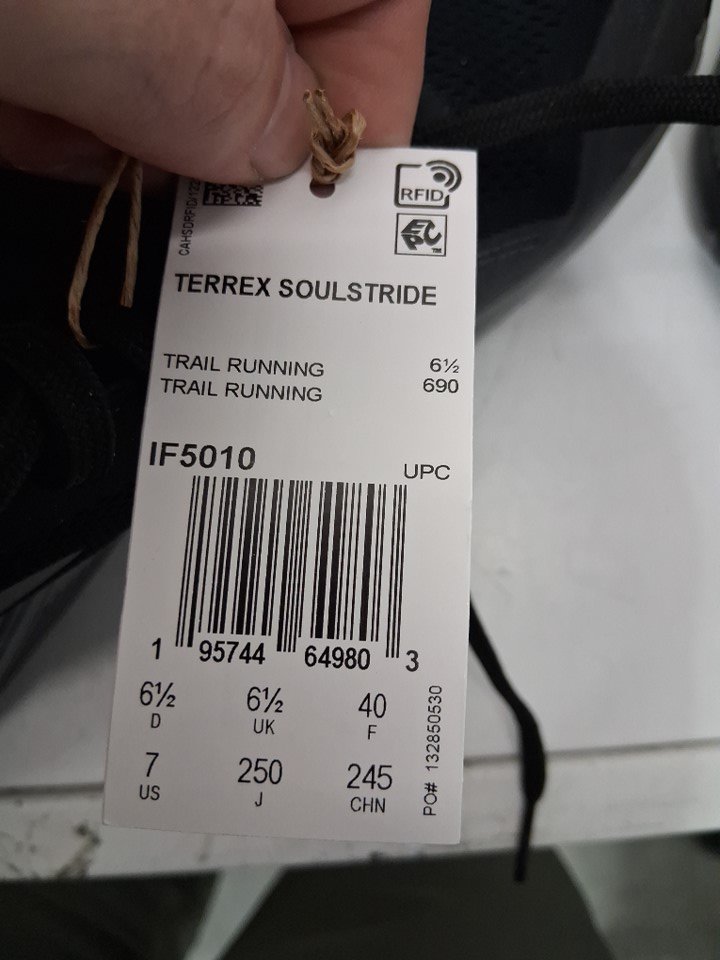 RFID
EPC
TERREX SOULSTRIDE
TRAIL RUNNING 6½
TRAIL RUNNING 690
IF5010
UPC
1 95744 64980 3
6½ 6½ 40
D UK F
7 250 245
US J CHN
PO# 132850530